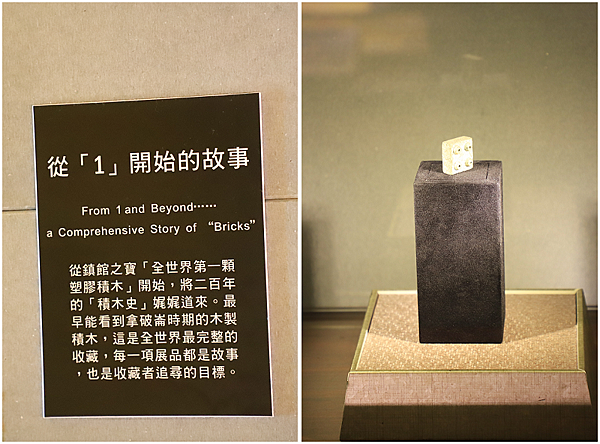 從「1」開始的故事
From 1 and Beyond……
a Comprehensive Story of “Bricks”
從鎮館之寶「全世界第一顆
塑膠積木」開始，將二百年
的「積木史」娓娓道來。最
早能看到拿破崙時期的木製
積木，這是全世界最完整的
收藏，每一項展品都是故事
，也是收藏者追尋的目標。